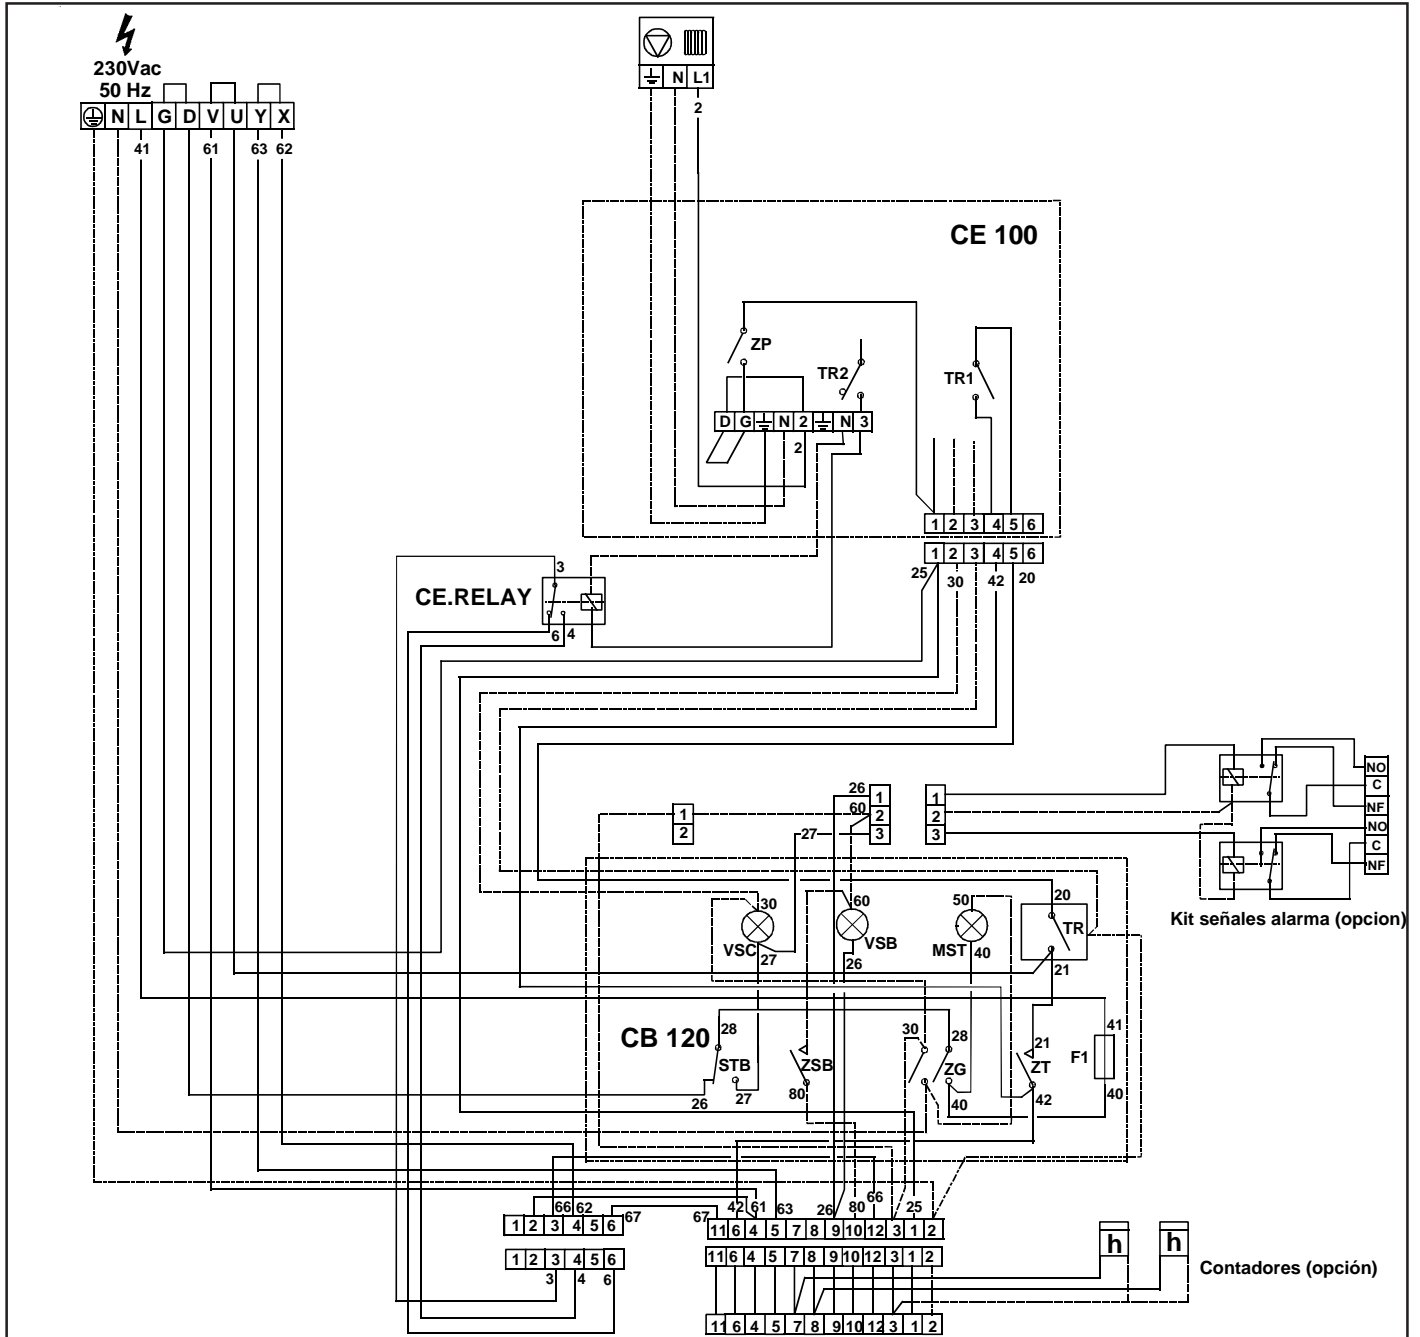 230Vac
50 Hz
N L G D V U Y X
41 61 63 62
N L1
2
CE 100
ZP
TR2
TR1
D G N 2 N 3
2
1 2 3 4 5 6
1 2 3 4 5 6
25 30 42 20
3
CE.RELAY
6 4
26
60
27
1
2
1
2
3
1
2
3
NO
C
NF
NO
C
NF
Kit señales alarma (opcion)
30
VSC
27
60
VSB
26
50
MST
40
20
TR
21
CB 120
28
STB
26
27
ZSB
80
30
28
ZG
40
21
ZT
42
41
F1
40
66 62
67
67
42 61 63 26 80 66 25
1 2 3 4 5 6
11 6 4 5 7 8 9 10 12 3 1 2
1 2 3 4 5 6
11 6 4 5 7 8 9 10 12 3 1 2
3 4 6
h h
Contadores (opción)
11 6 4 5 7 8 9 10 12 3 1 2